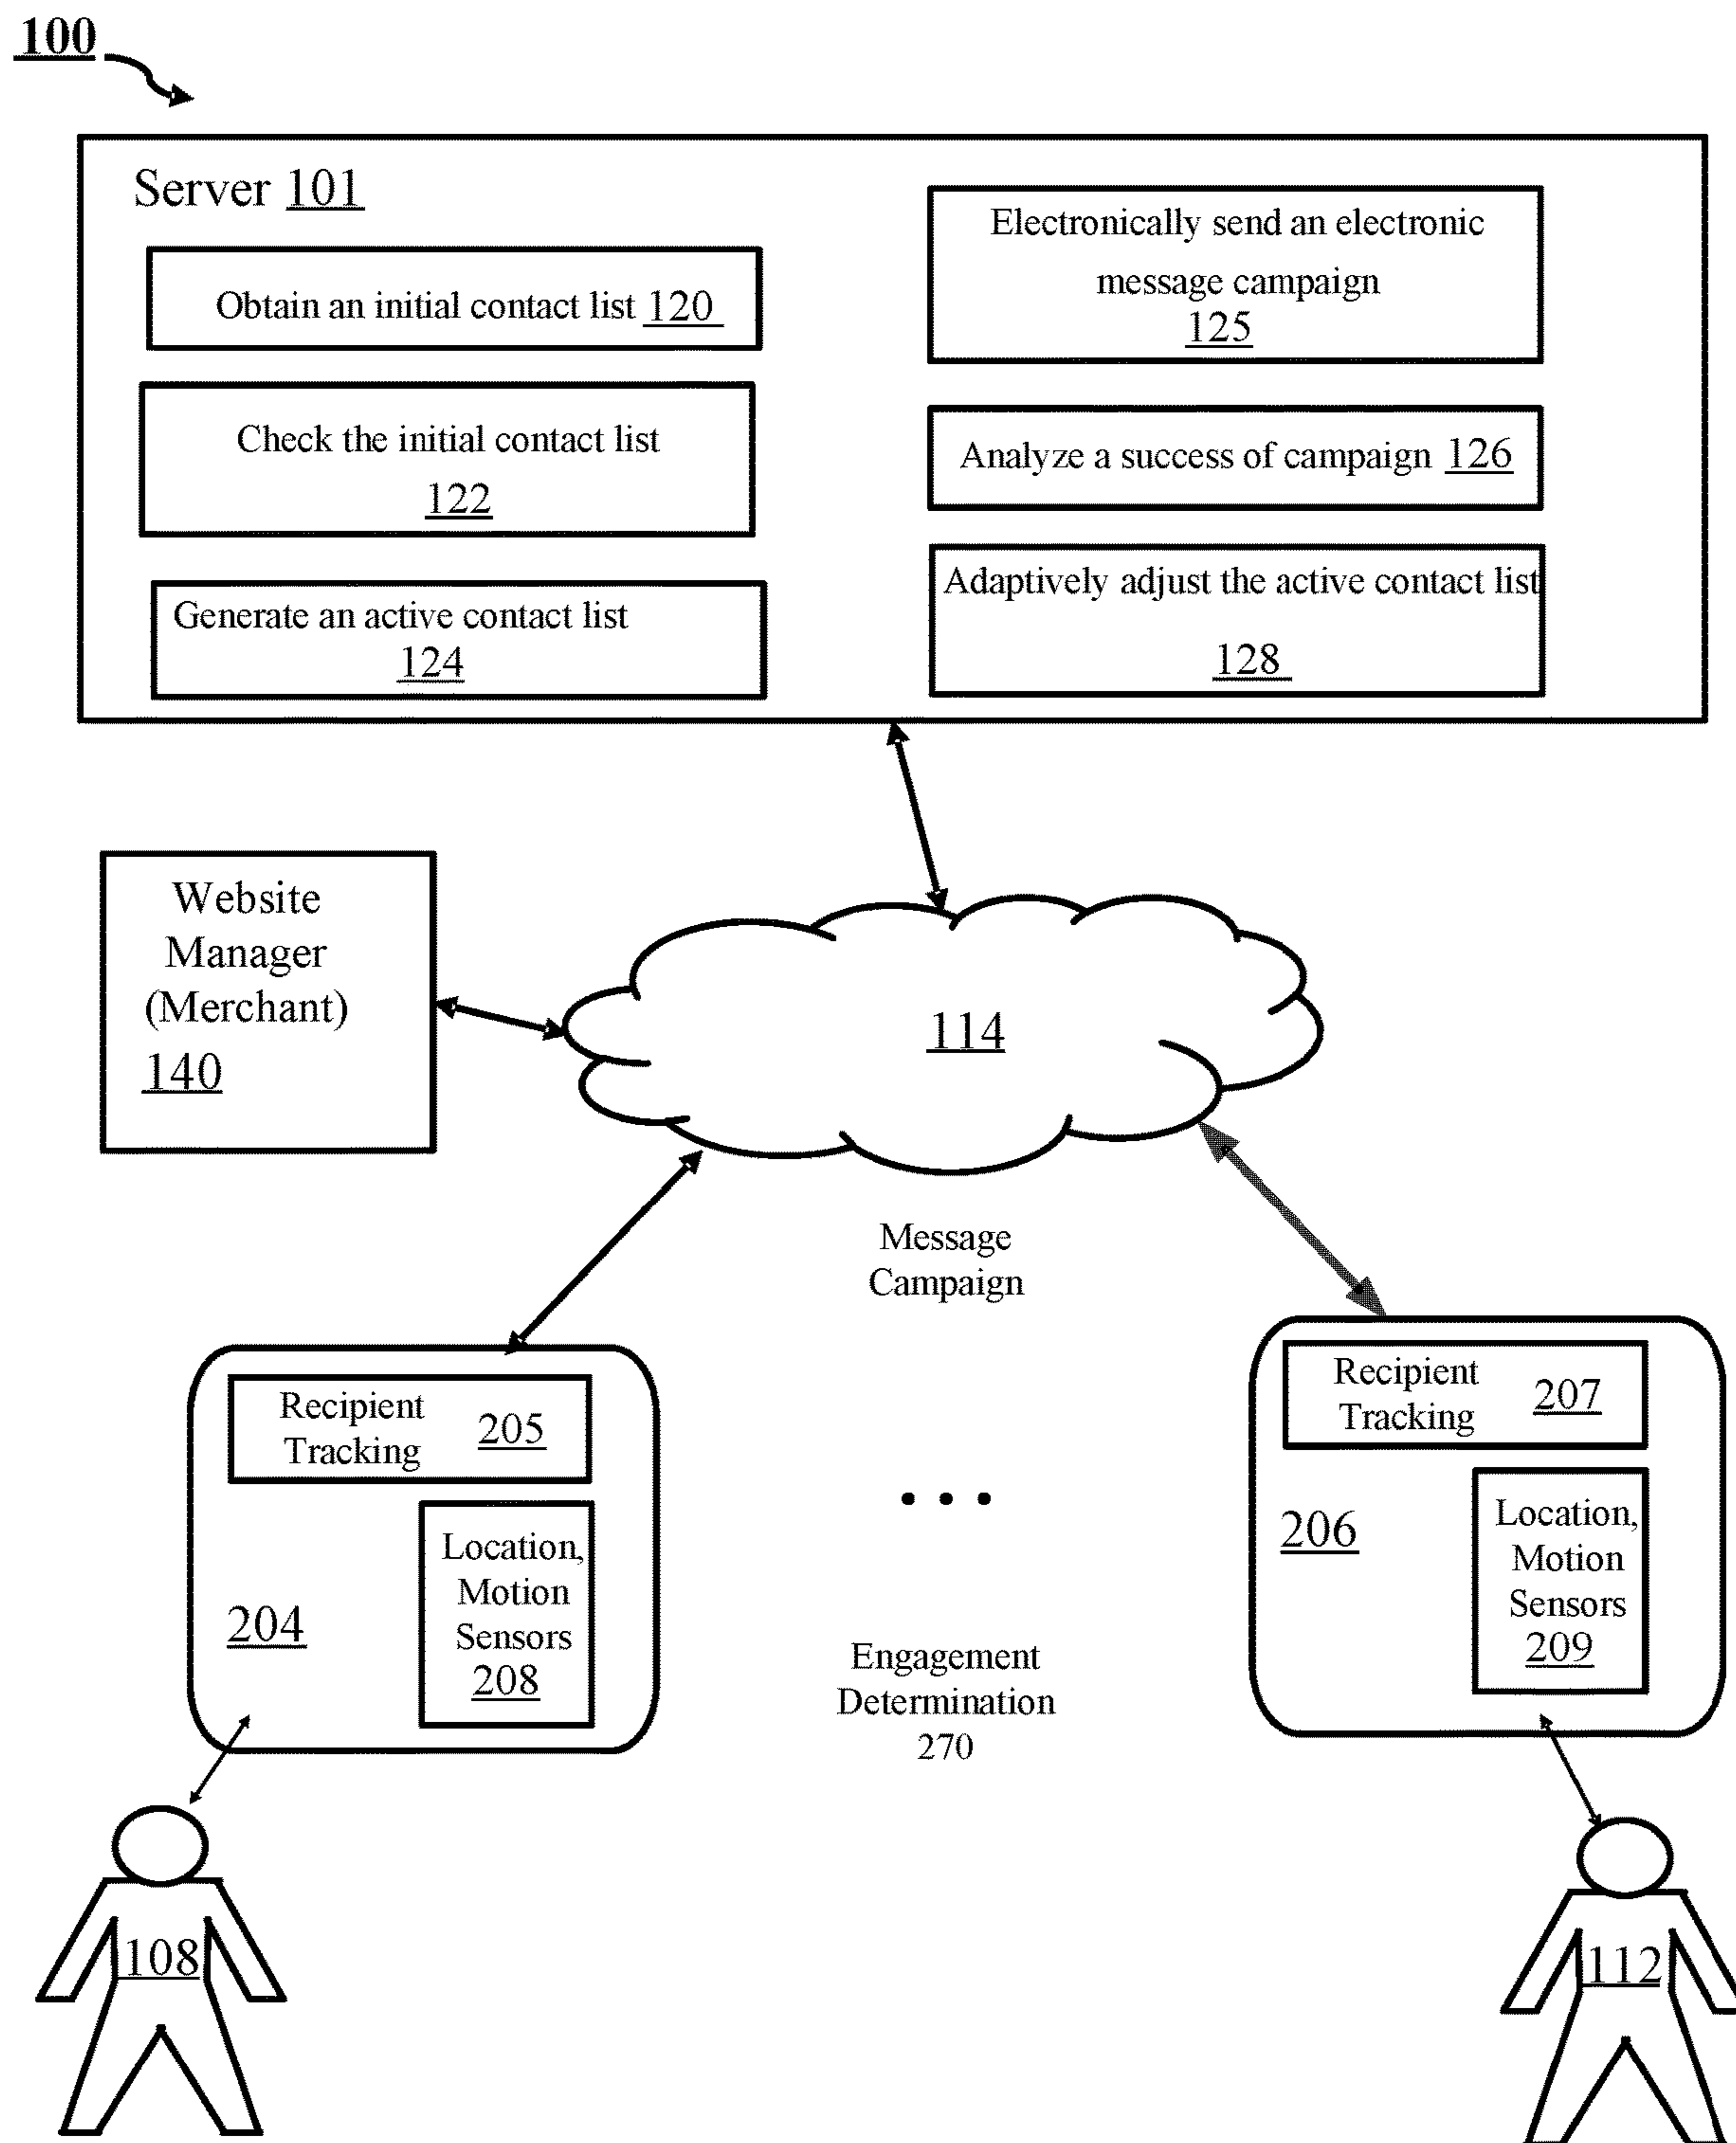 100
Server 101
Obtain an initial contact list 120
Check the initial contact list
122
Generate an active contact list
124
Electronically send an electronic
message campaign
125
Analyze a success of campaign 126
Adaptively adjust the active contact list
128
Website
Manager
(Merchant)
140
114
Message
Campaign
Recipient
Tracking 205
Location,
Motion
Sensors
208
204
Engagement
Determination
270
Recipient
Tracking 207
Location,
Motion
Sensors
209
206
108
112